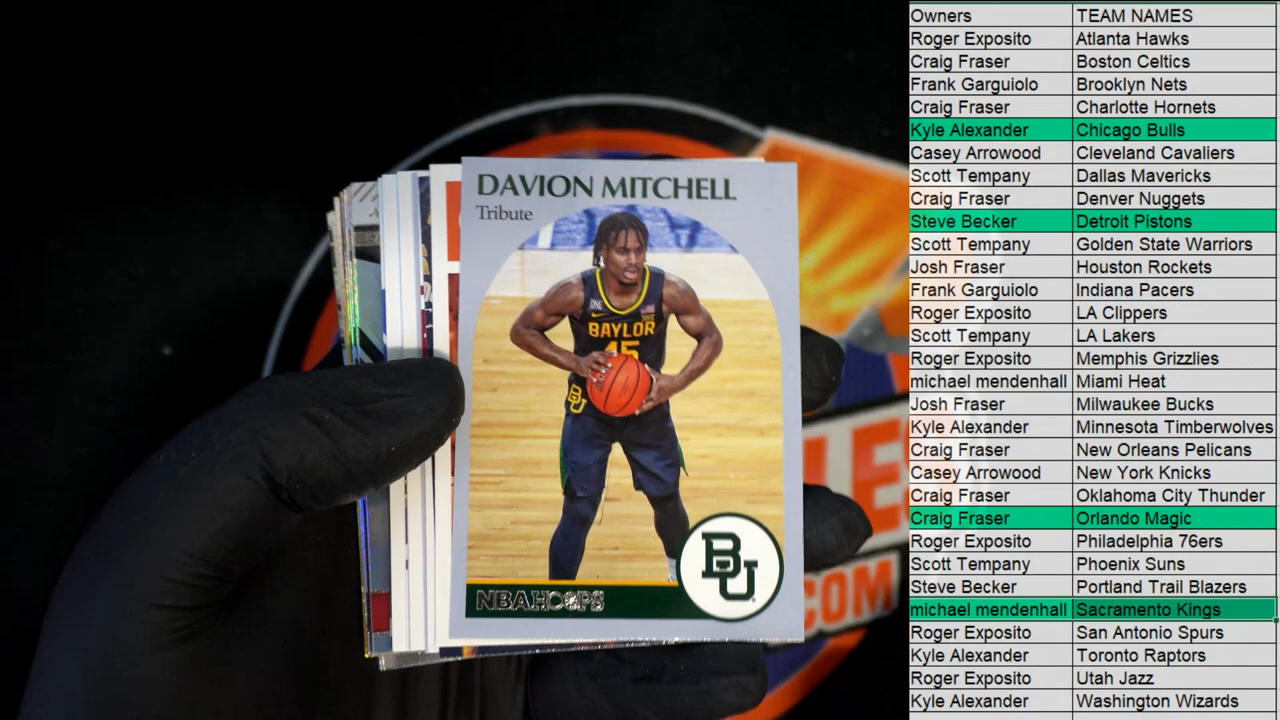 DAVION MITCHELL
Tribute
BAYLOR
45
BU
BU
NBA HOOPS
LES
.COM
Owners TEAM NAMES
Roger Exposito Atlanta Hawks
Craig Fraser Boston Celtics
Frank Garguiolo Brooklyn Nets
Craig Fraser Charlotte Hornets
Kyle Alexander Chicago Bulls
Casey Arrowood Cleveland Cavaliers
Scott Tempany Dallas Mavericks
Craig Fraser Denver Nuggets
Steve Becker Detroit Pistons
Scott Tempany Golden State Warriors
Josh Fraser Houston Rockets
Frank Garguiolo Indiana Pacers
Roger Exposito LA Clippers
Scott Tempany LA Lakers
Roger Exposito Memphis Grizzlies
michael mendenhall Miami Heat
Josh Fraser Milwaukee Bucks
Kyle Alexander Minnesota Timberwolves
Craig Fraser New Orleans Pelicans
Casey Arrowood New York Knicks
Craig Fraser Oklahoma City Thunder
Craig Fraser Orlando Magic
Roger Exposito Philadelphia 76ers
Scott Tempany Phoenix Suns
Steve Becker Portland Trail Blazers
michael mendenhall Sacramento Kings
Roger Exposito San Antonio Spurs
Kyle Alexander Toronto Raptors
Roger Exposito Utah Jazz
Kyle Alexander Washington Wizards